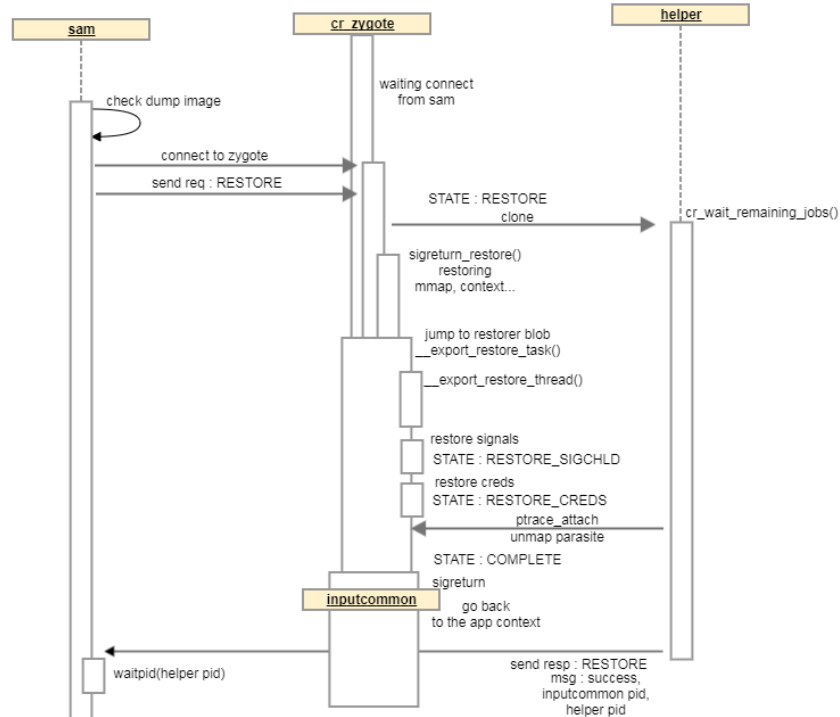 sam
cr_zygote
helper
waiting connect
from sam
check dump image
connect to zygote
send req : RESTORE
STATE : RESTORE
clone
cr_wait_remaining_jobs()
sigreturn_restore()
restoring
mmap, context...
jump to restorer blob
__export_restore_task()
__export_restore_thread()
restore signals
STATE : RESTORE_SIGCHLD
restore creds
STATE : RESTORE_CREDS
ptrace_attach
unmap parasite
STATE : COMPLETE
sigreturn
inputcommon
go back
to the app context
send resp : RESTORE
msg : success,
inputcommon pid,
helper pid
waitpid(helper pid)